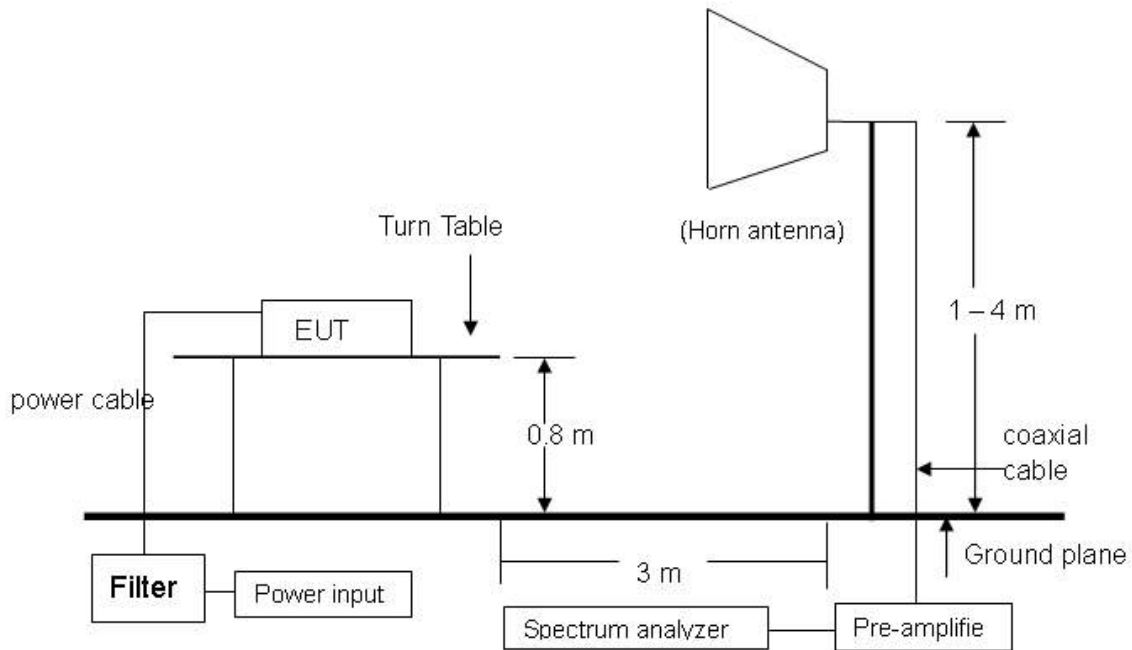 Turn Table
(Horn antenna)
EUT
1 – 4 m
power cable
0.8 m
coaxial
cable
Ground plane
Filter
Power input
3 m
Spectrum analyzer
Pre-amplifie